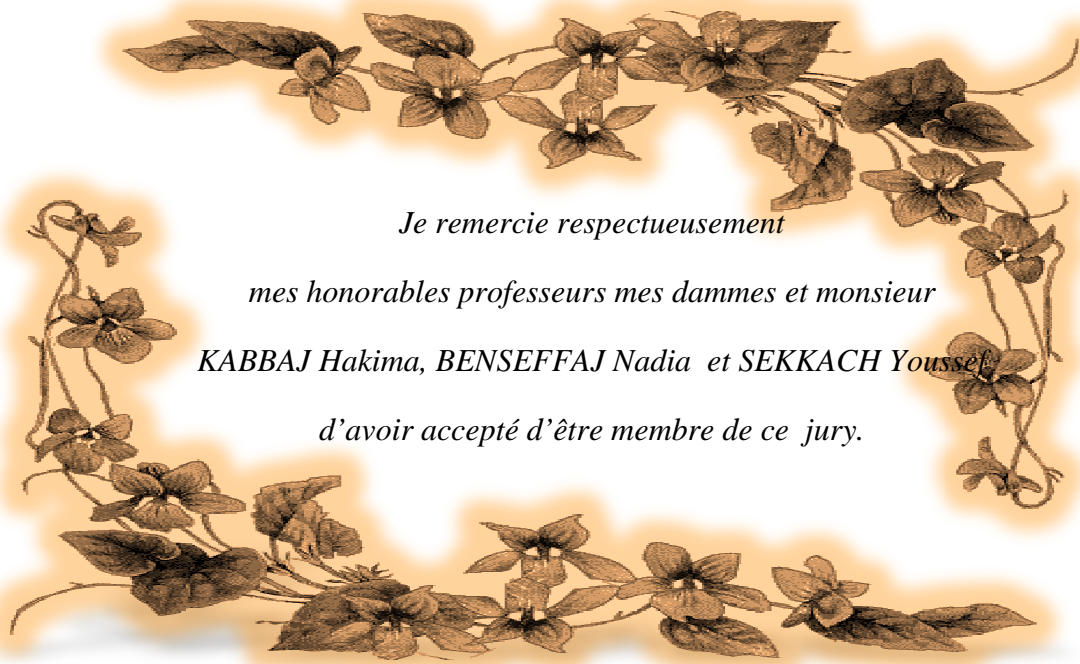 Je remercie respectueusement
mes honorables professeurs mes dammes et monsieur
KABBAJ Hakima, BENSEFFAJ Nadia et SEKKACH Youssef
d’avoir accepté d’être membre de ce jury.